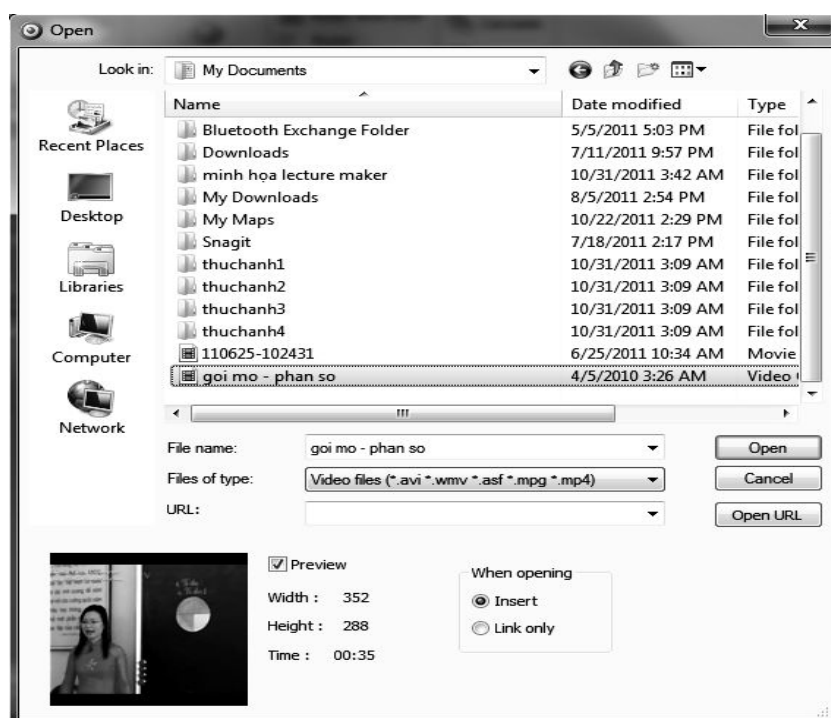 Open
Look in: My Documents
Name Date modified Type
Bluetooth Exchange Folder 5/5/2011 5:03 PM File fol
Downloads 7/11/2011 9:57 PM File fol
minh họa lecture maker 10/31/2011 3:42 AM File fol
My Downloads 8/5/2011 2:54 PM File fol
My Maps 10/22/2011 2:29 PM File fol
Snagit 7/18/2011 2:17 PM File fol
thuchanh1 10/31/2011 3:09 AM File fol
thuchanh2 10/31/2011 3:09 AM File fol
thuchanh3 10/31/2011 3:09 AM File fol
thuchanh4 10/31/2011 3:09 AM File fol
110625-102431 6/25/2011 10:34 AM Movie
goi mo - phan so 4/5/2010 3:26 AM Video
Recent Places
Desktop
Libraries
Computer
Network
File name: goi mo - phan so Open
Files of type: Video files (*.avi *.wmv *.asf *.mpg *.mp4) Cancel
URL: Open URL
Preview
Width : 352
Height : 288
Time : 00:35
When opening
Insert
Link only